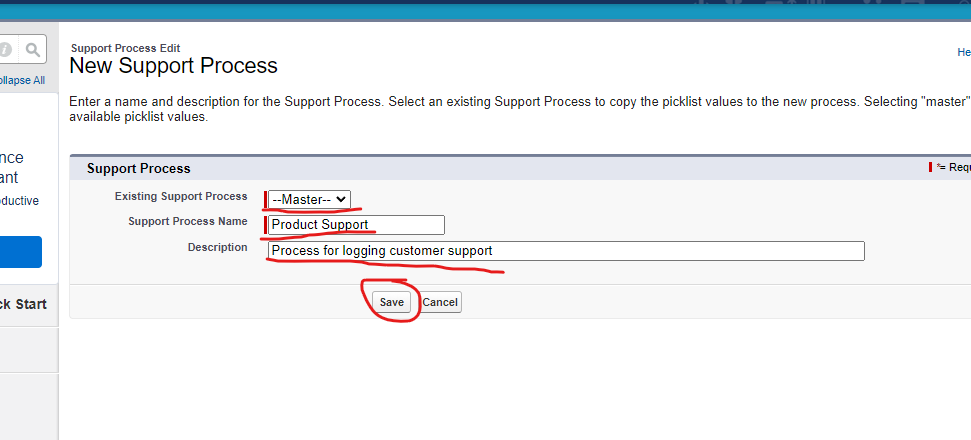 Support Process Edit
New Support Process
He
ollapse All
Enter a name and description for the Support Process. Select an existing Support Process to copy the picklist values to the new process. Selecting "master"
available picklist values.
nce
ant
ductive
Support Process
*= Requ
Existing Support Process --Master--
Support Process Name Product Support
Description Process for logging customer support
Save Cancel
ck Start